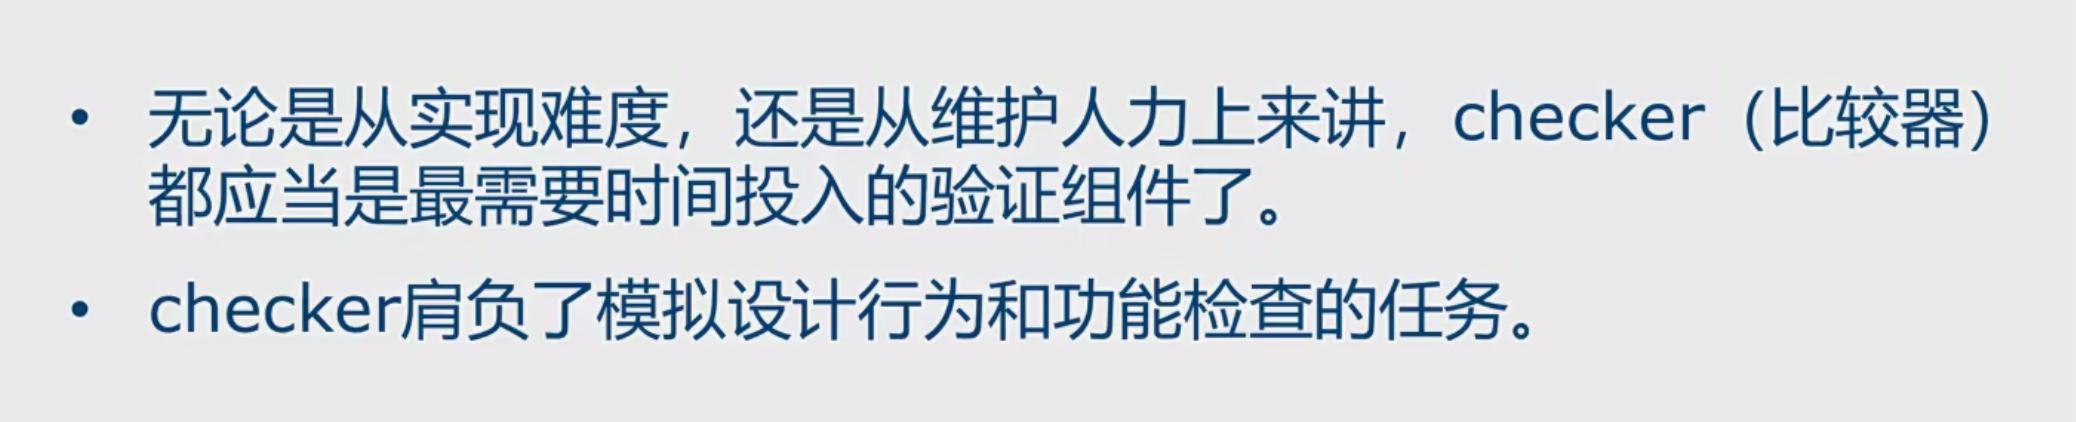 • 无论是从实现难度，还是从维护人力上来讲，checker（比较器）
都应当是最需要时间投入的验证组件了。
• checker肩负了模拟设计行为和功能检查的任务。